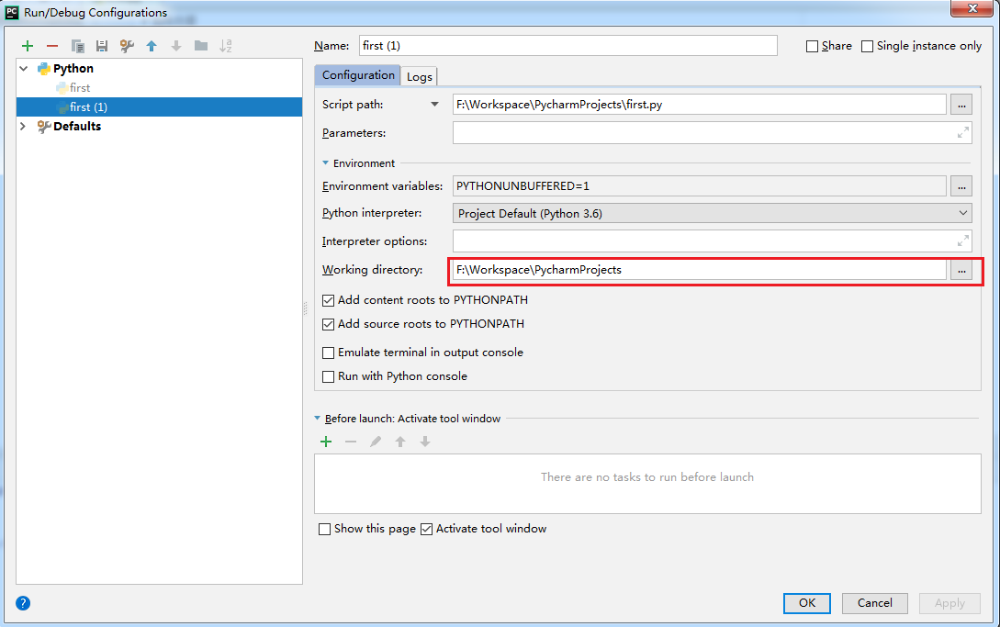 PC Run/Debug Configurations
Name: first (1)
Share Single instance only
Python
first
first (1)
Defaults
Configuration Logs
Script path: F:\Workspace\PycharmProjects\first.py ...
Parameters:
Environment
Environment variables: PYTHONUNBUFFERED=1 ...
Python interpreter: Project Default (Python 3.6)
Interpreter options:
Working directory: F:\Workspace\PycharmProjects ...
Add content roots to PYTHONPATH
Add source roots to PYTHONPATH
Emulate terminal in output console
Run with Python console
Before launch: Activate tool window
There are no tasks to run before launch
Show this page Activate tool window
? OK Cancel Apply